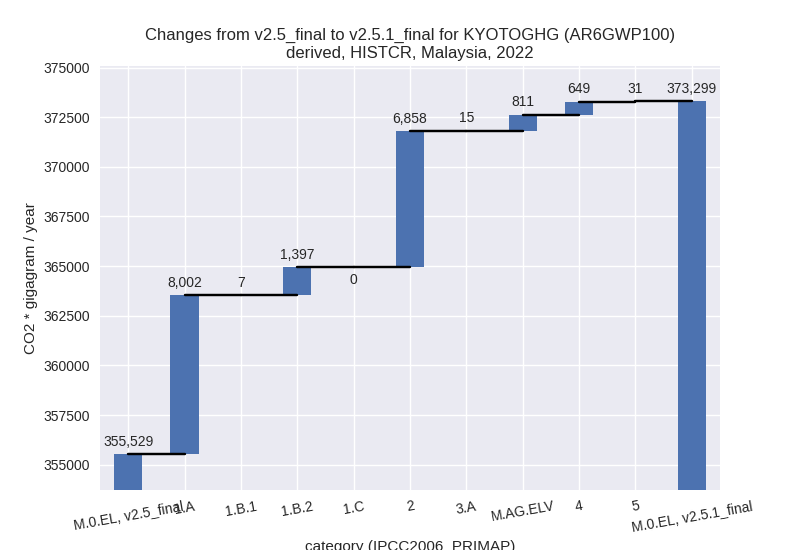 Changes from v2.5_final to v2.5.1_final for KYOTOGHG (AR6GWP100)
derived, HISTCR, Malaysia, 2022
CO2 * gigagram / year
375000
372500
370000
367500
365000
362500
360000
357500
355000
355,529
8,002
7
1,397
0
6,858
15
811
649
31
373,299
M.0.EL, v2.5_final
1.A
1.B.1
1.B.2
1.C
2
3.A
M.AG.ELV
4
5
M.0.EL, v2.5.1_final
category (IPCC2006_PRIMAP)